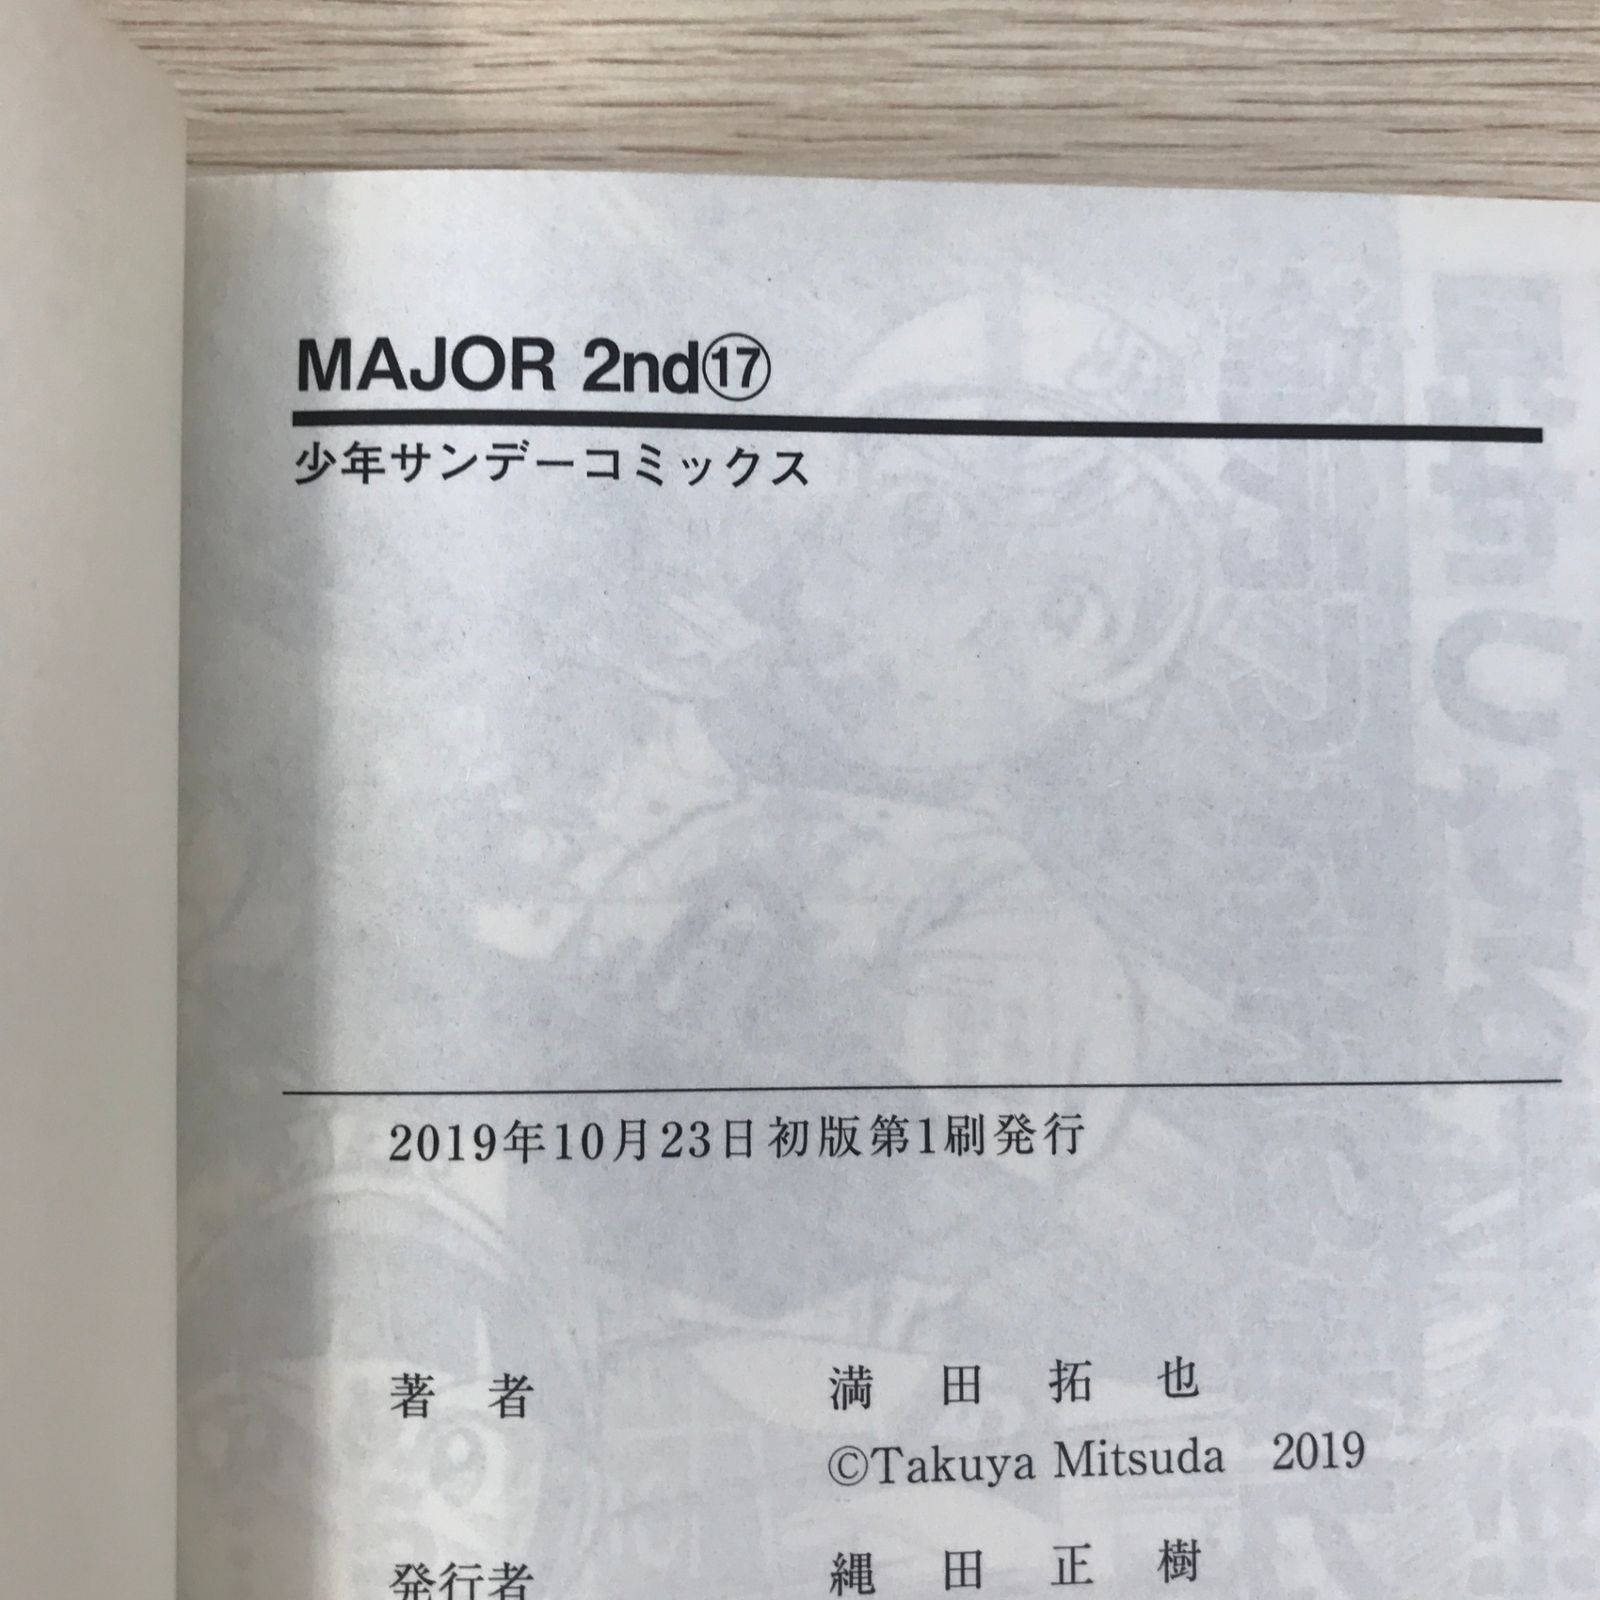 MAJOR 2nd⑰
少年サンデーコミックス
2019年10月23日初版第1刷発行
著者 満田拓也
©Takuya Mitsuda 2019
発行者 縄田正樹